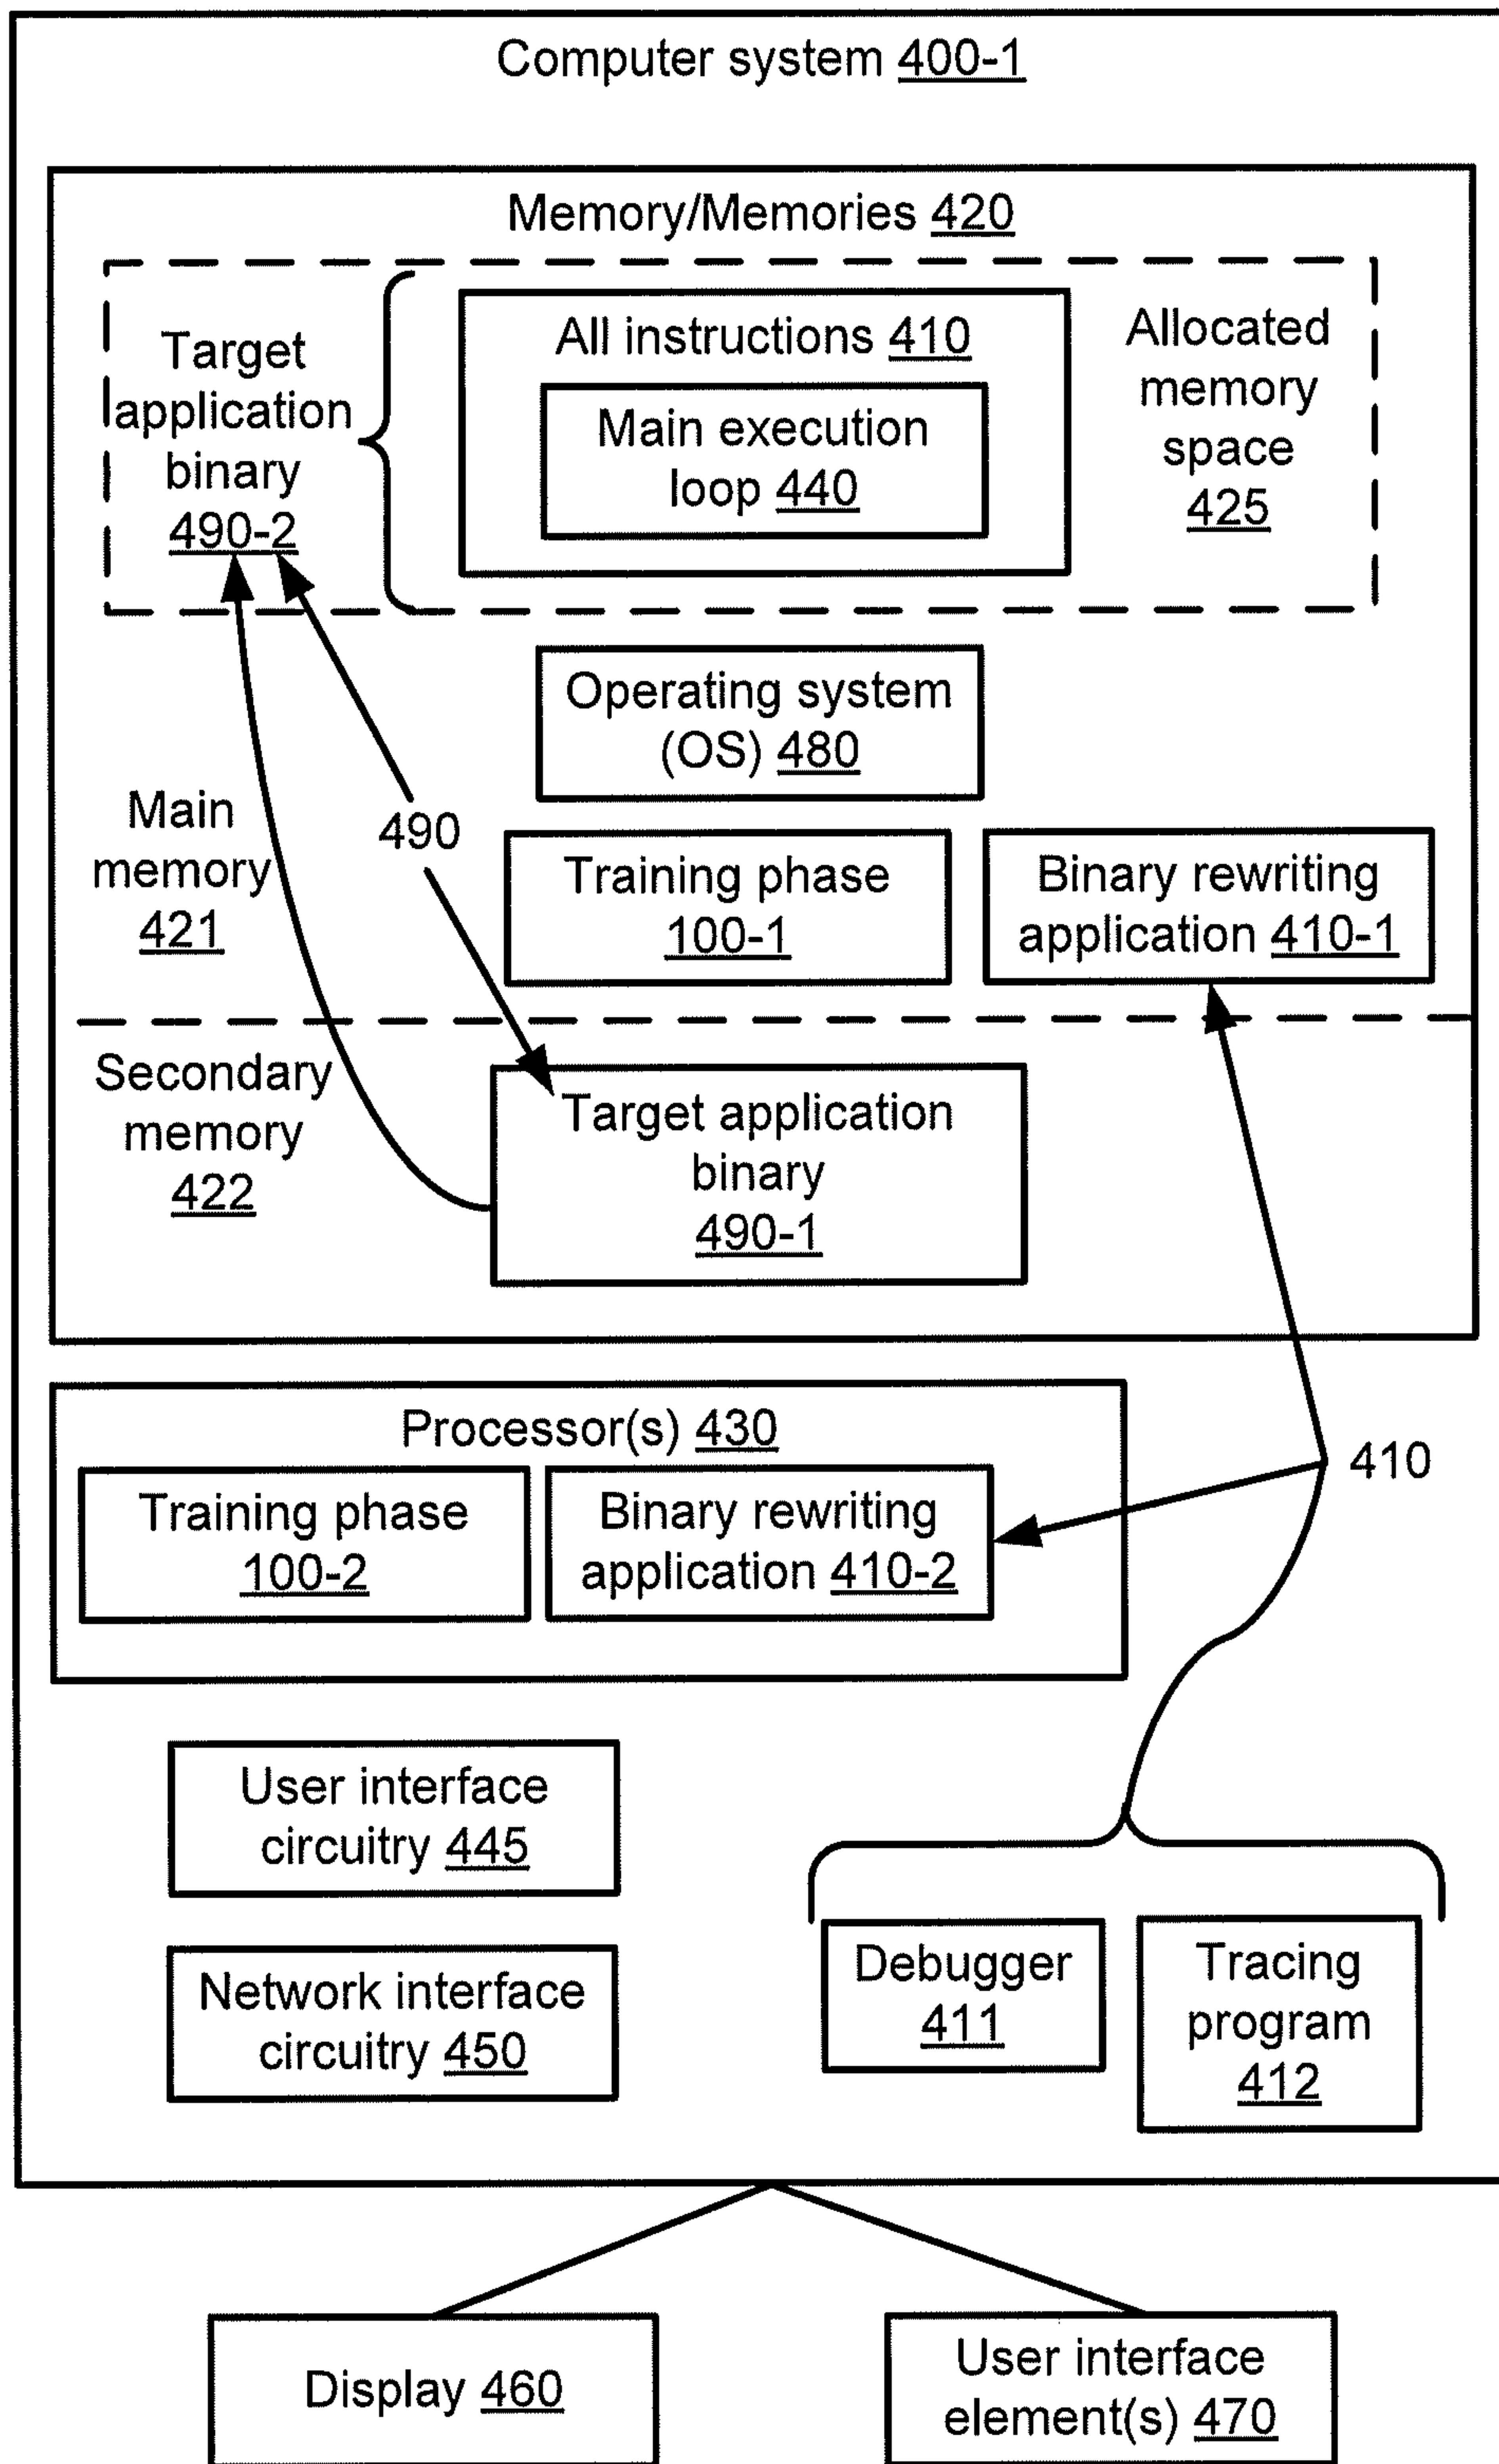 Computer system 400-1
Memory/Memories 420
Target
application
binary
490-2
All instructions 410
Main execution
loop 440
Allocated
memory
space
425
Operating system
(OS) 480
Main
memory
421
490
Training phase
100-1
Binary rewriting
application 410-1
Secondary
memory
422
Target application
binary
490-1
Processor(s) 430
Training phase
100-2
Binary rewriting
application 410-2
410
User interface
circuitry 445
Network interface
circuitry 450
Debugger
411
Tracing
program
412
Display 460
User interface
element(s) 470